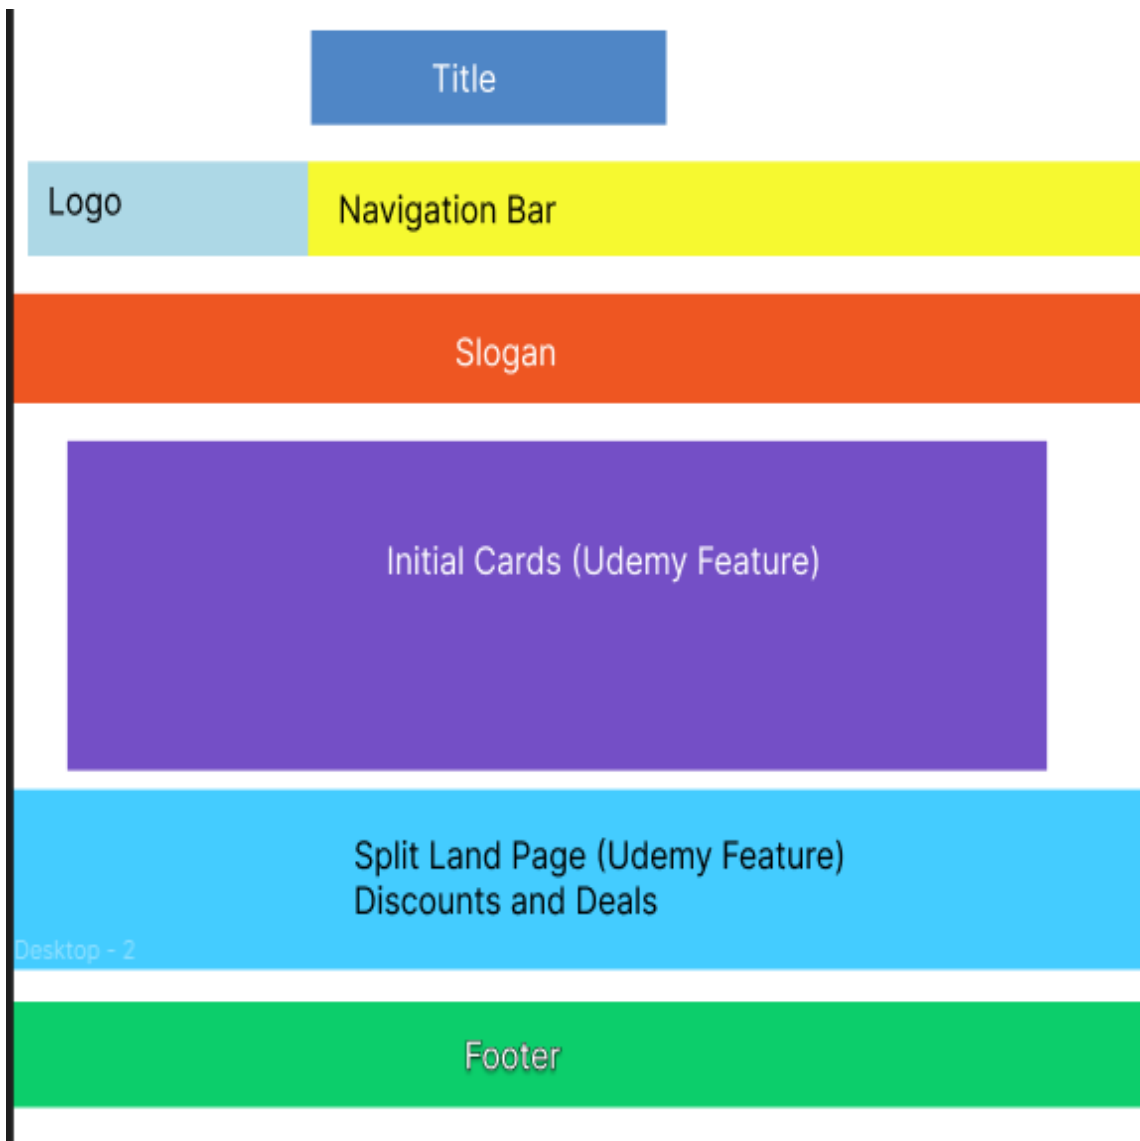 Title
Logo
Navigation Bar
Slogan
Initial Cards (Udemy Feature)
Split Land Page (Udemy Feature)
Discounts and Deals
Desktop - 2
Footer